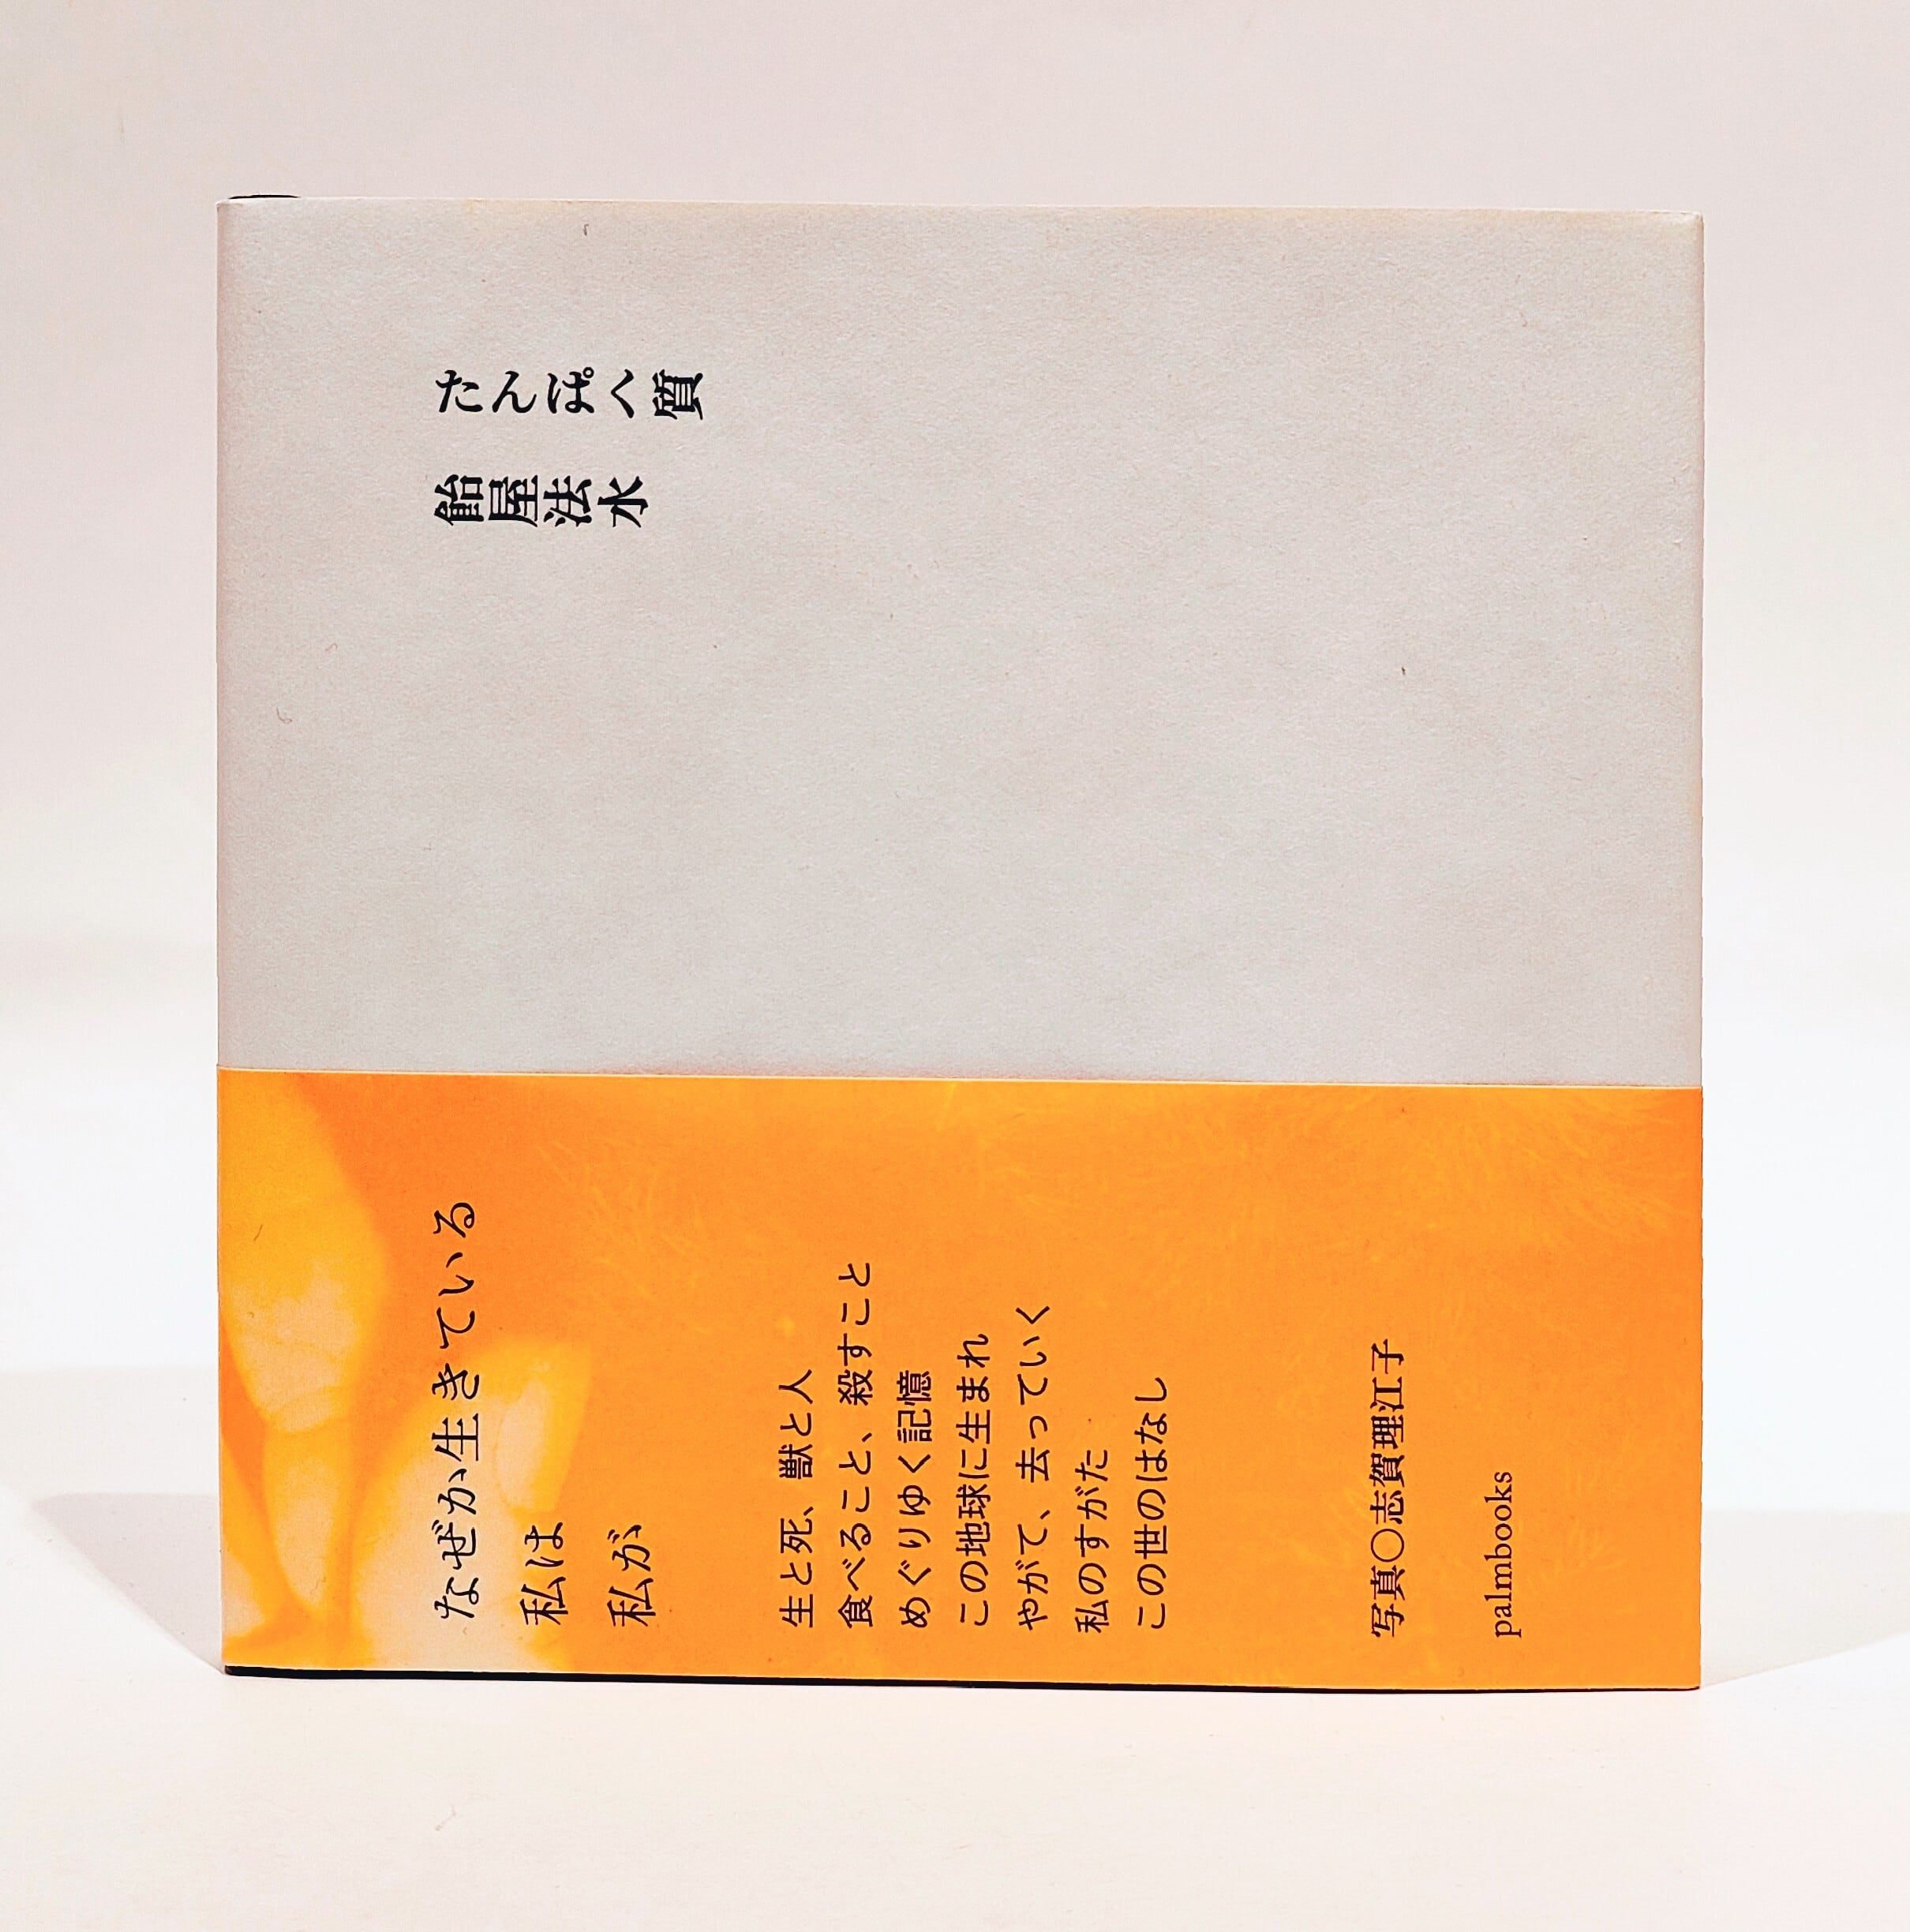 たんぱく質
飴屋法水
なぜか生きている
私は
私が、
生と死、獣と人
食べること、殺すこと
めぐりゆく記憶
この地球に生まれ
やがて、去っていく
私のすがた
この世のはなし
写真〇志賀理江子
palmbooks